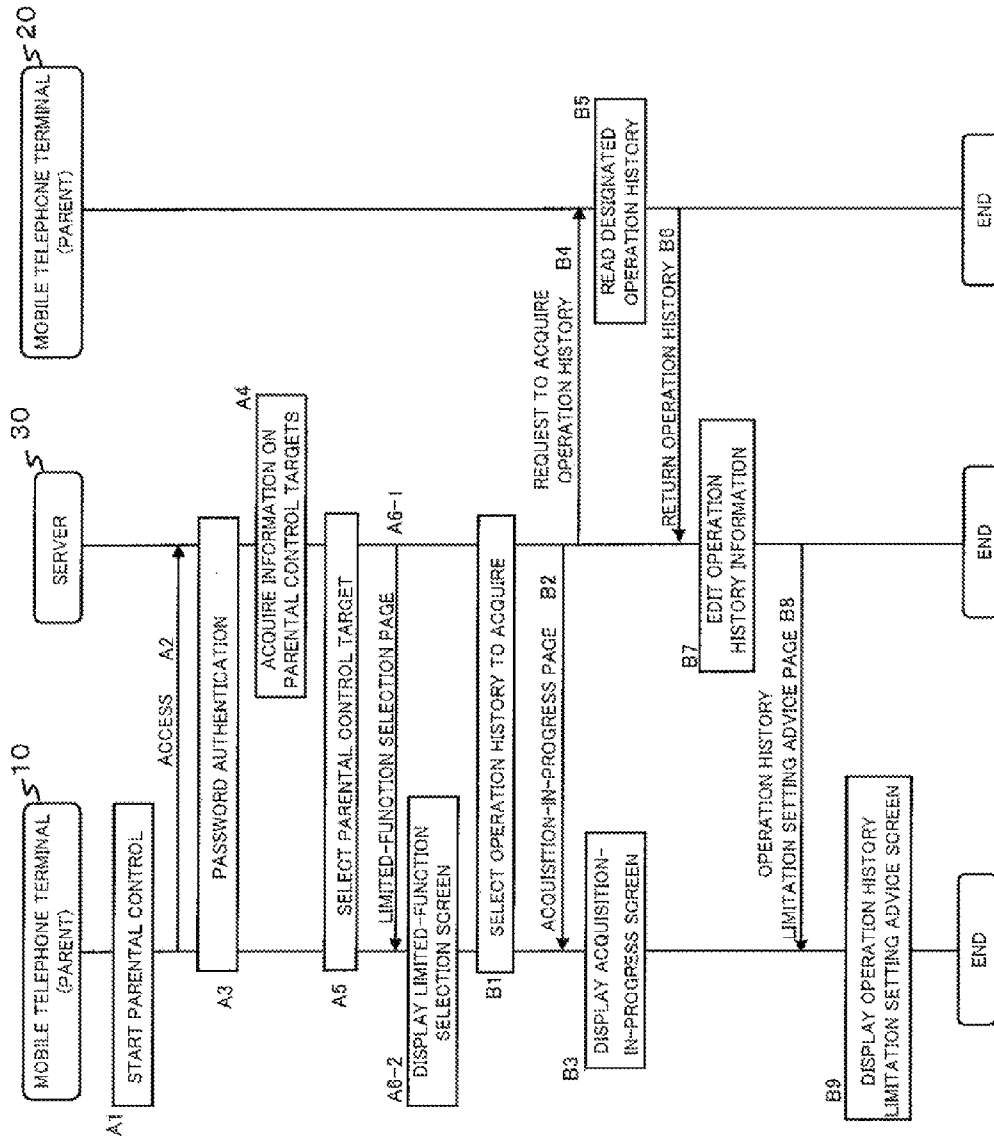 MOBILE TELEPHONE TERMINAL
(PARENT)
10
SERVER
30
MOBILE TELEPHONE TERMINAL
(PARENT)
20
A1
START PARENTAL CONTROL
ACCESS A2
A3
PASSWORD AUTHENTICATION
A4
ACQUIRE INFORMATION ON
PARENTAL CONTROL TARGETS
A5
SELECT PARENTAL CONTROL TARGET
LIMITED-FUNCTION SELECTION PAGE A6-1
A6-2
DISPLAY LIMITED-FUNCTION
SELECTION SCREEN
B1
SELECT OPERATION HISTORY TO ACQUIRE
ACQUISITION-IN-PROGRESS PAGE B2
REQUEST TO ACQUIRE
OPERATION HISTORY B4
B3
DISPLAY ACQUISITION-
IN-PROGRESS SCREEN
B5
READ DESIGNATED
OPERATION HISTORY
RETURN OPERATION HISTORY B6
B7
EDIT OPERATION
HISTORY INFORMATION
OPERATION HISTORY
LIMITATION SETTING ADVICE PAGE B8
B9
DISPLAY OPERATION HISTORY
LIMITATION SETTING ADVICE SCREEN
END
END
END